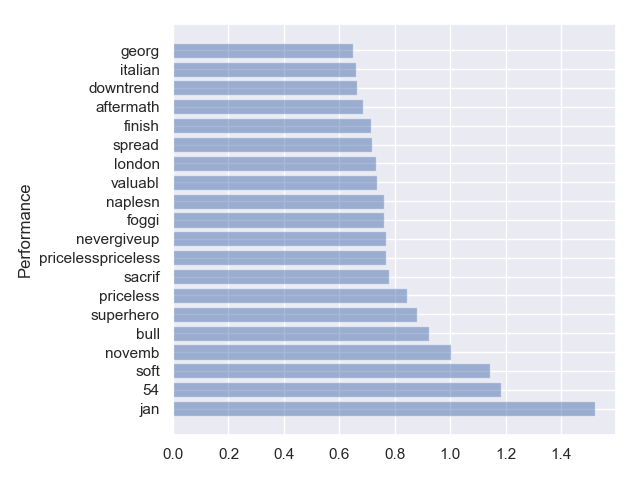 georg
italian
downtrend
aftermath
finish
spread
london
valuabl
naplesn
foggi
nevergiveup
pricelesspriceless
sacrif
priceless
superhero
bull
novemb
soft
54
jan
Performance
0.0 0.2 0.4 0.6 0.8 1.0 1.2 1.4